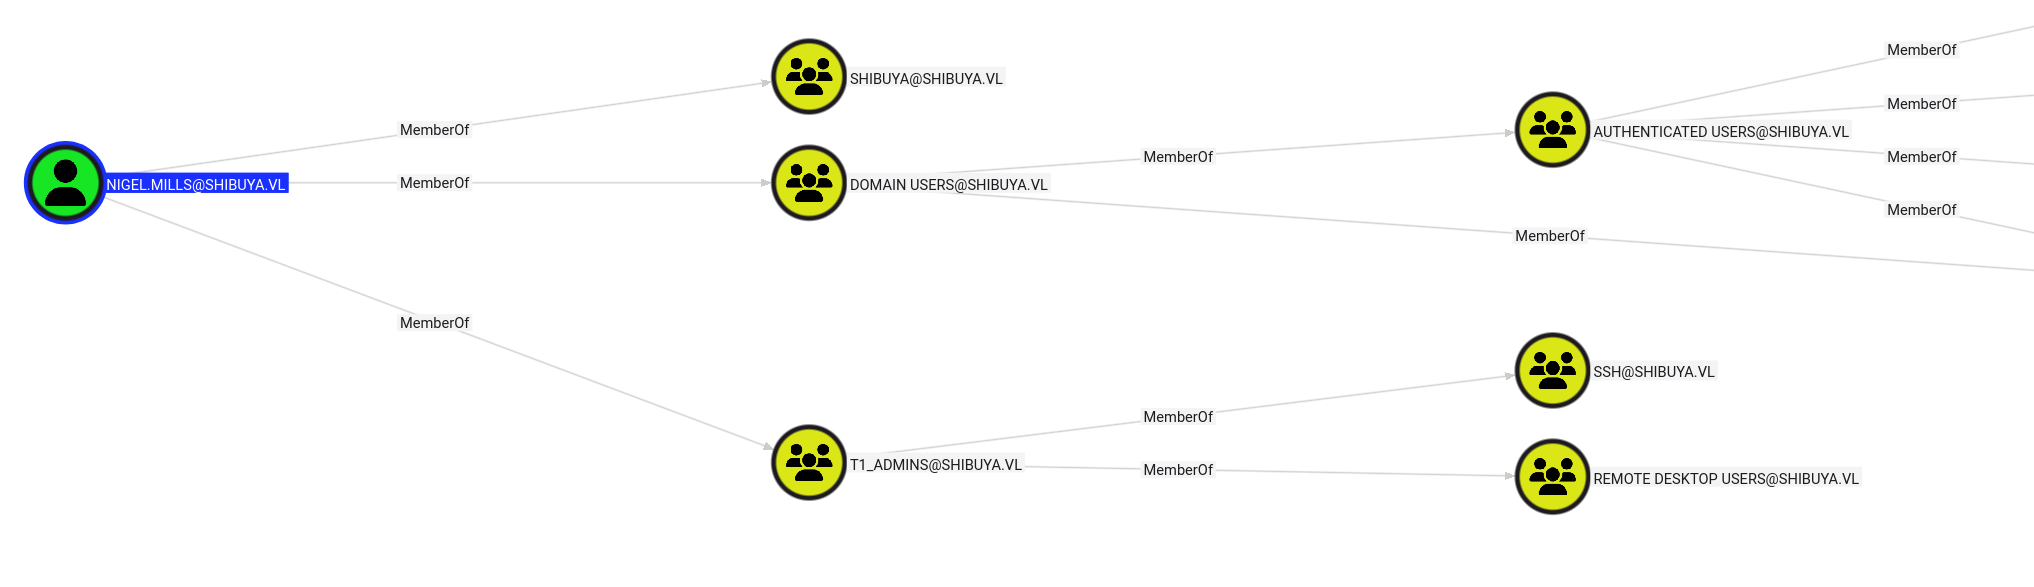 MemberOf
SHIBUYA@SHIBUYA.VL
MemberOf
MemberOf
AUTHENTICATED USERS@SHIBUYA.VL
MemberOf
MemberOf
MemberOf
NIGEL.MILLS@SHIBUYA.VL
MemberOf
DOMAIN USERS@SHIBUYA.VL
MemberOf
MemberOf
MemberOf
SSH@SHIBUYA.VL
MemberOf
T1_ADMINS@SHIBUYA.VL
MemberOf
REMOTE DESKTOP USERS@SHIBUYA.VL